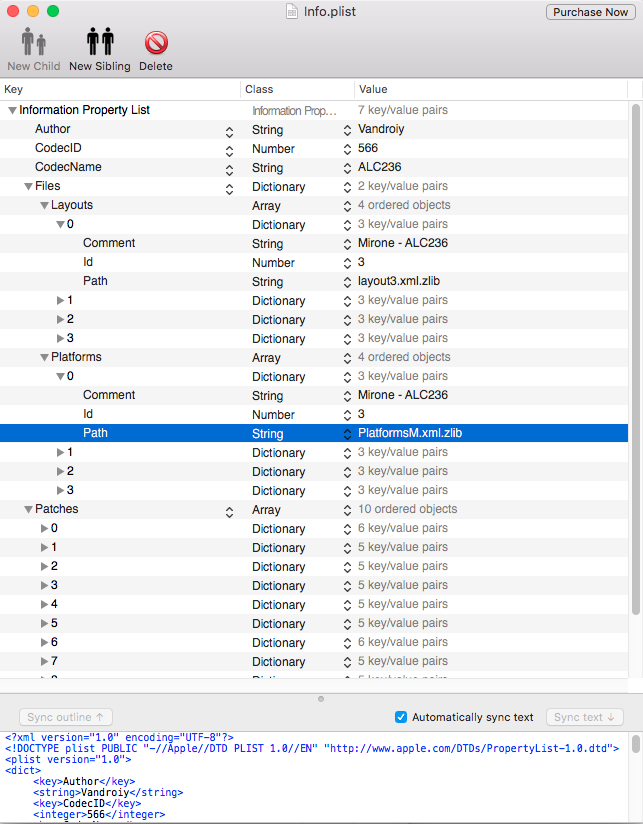 Info.plist
Purchase Now
New Child New Sibling Delete
Key Class Value
Information Property List Information Prop… 7 key/value pairs
Author String Vandroiy
CodecID Number 566
CodecName String ALC236
Files Dictionary 2 key/value pairs
Layouts Array 4 ordered objects
0 Dictionary 3 key/value pairs
Comment String Mirone - ALC236
Id Number 3
Path String layout3.xml.zlib
1 Dictionary 3 key/value pairs
2 Dictionary 3 key/value pairs
3 Dictionary 3 key/value pairs
Platforms Array 4 ordered objects
0 Dictionary 3 key/value pairs
Comment String Mirone - ALC236
Id Number 3
Path String PlatformsM.xml.zlib
1 Dictionary 3 key/value pairs
2 Dictionary 3 key/value pairs
3 Dictionary 3 key/value pairs
Patches Array 10 ordered objects
0 Dictionary 6 key/value pairs
1 Dictionary 5 key/value pairs
2 Dictionary 5 key/value pairs
3 Dictionary 5 key/value pairs
4 Dictionary 5 key/value pairs
5 Dictionary 5 key/value pairs
6 Dictionary 5 key/value pairs
7 Dictionary 5 key/value pairs
Sync outline ↑ Automatically sync text Sync text ↓
<?xml version="1.0" encoding="UTF-8"?>
<!DOCTYPE plist PUBLIC "-//Apple//DTD PLIST 1.0//EN" "http://www.apple.com/DTDs/PropertyList-1.0.dtd">
<plist version="1.0">
<dict>
<key>Author</key>
<string>Vandroiy</string>
<key>CodecID</key>
<integer>566</integer>